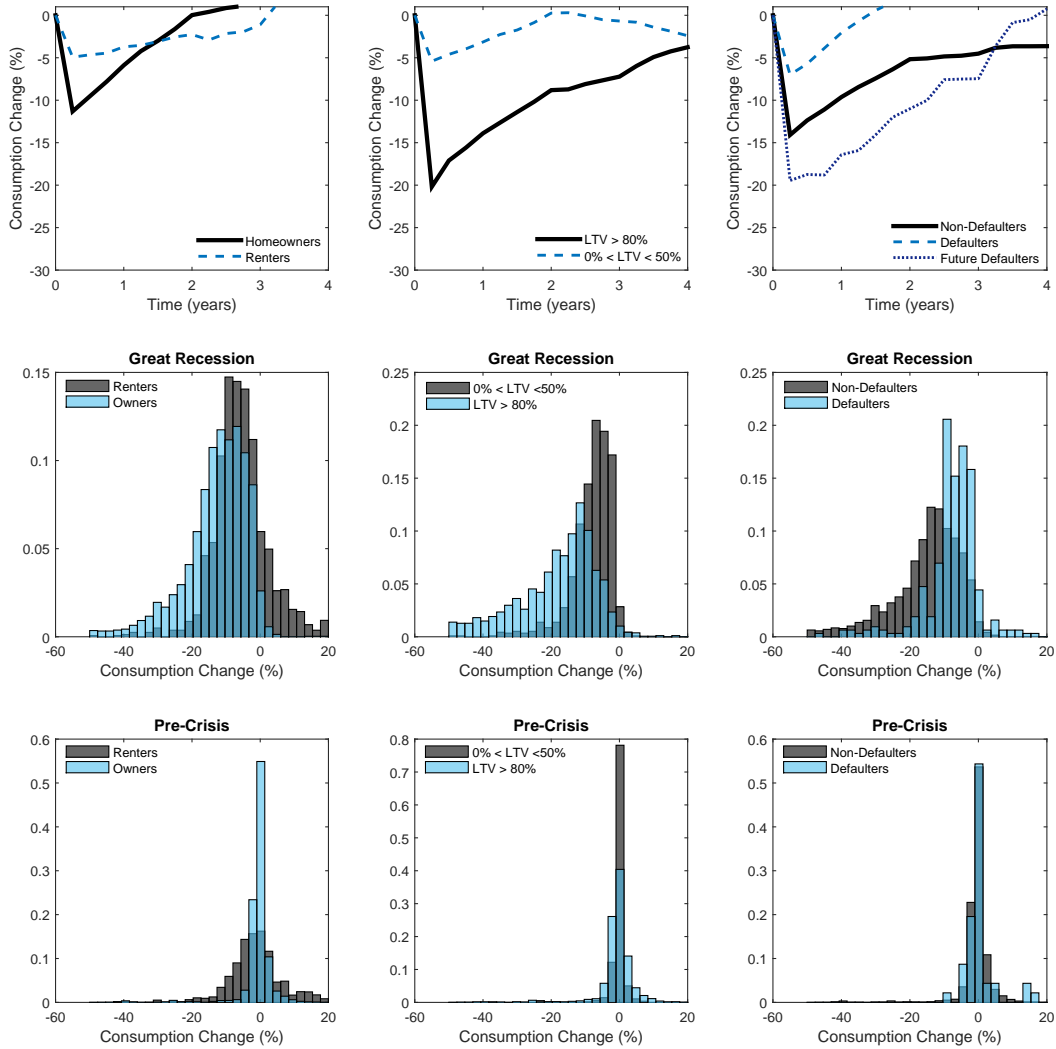 0
-5
-10
-15
-20
-25
-30
Consumption Change (%)
Homeowners
Renters
0 1 2 3 4
Time (years)
0
-5
-10
-15
-20
-25
-30
Consumption Change (%)
LTV > 80%
0% < LTV < 50%
0 1 2 3 4
Time (years)
0
-5
-10
-15
-20
-25
-30
Consumption Change (%)
Non-Defaulters
Defaulters
Future Defaulters
0 1 2 3 4
Time (years)
Great Recession
0.15
0.1
0.05
0
Renters
Owners
-60 -40 -20 0 20
Consumption Change (%)
Great Recession
0.25
0.2
0.15
0.1
0.05
0
0% < LTV <50%
LTV > 80%
-60 -40 -20 0 20
Consumption Change (%)
Great Recession
0.25
0.2
0.15
0.1
0.05
0
Non-Defaulters
Defaulters
-60 -40 -20 0 20
Consumption Change (%)
Pre-Crisis
0.6
0.5
0.4
0.3
0.2
0.1
0
Renters
Owners
-60 -40 -20 0 20
Consumption Change (%)
Pre-Crisis
0.8
0.7
0.6
0.5
0.4
0.3
0.2
0.1
0
0% < LTV <50%
LTV > 80%
-60 -40 -20 0 20
Consumption Change (%)
Pre-Crisis
0.6
0.5
0.4
0.3
0.2
0.1
0
Non-Defaulters
Defaulters
-60 -40 -20 0 20
Consumption Change (%)